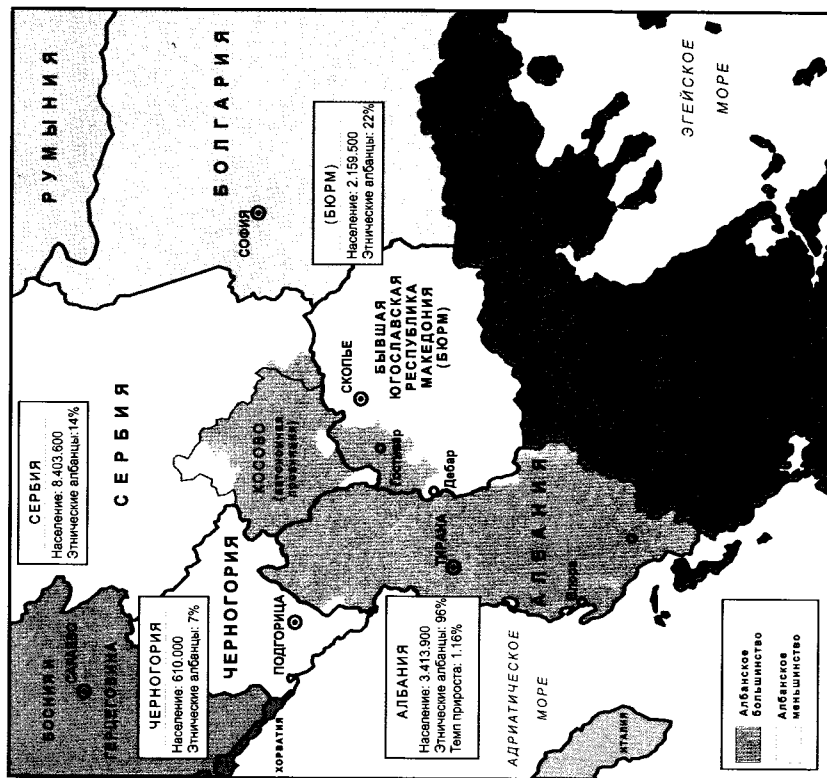 РУМЫНИЯ
БОЛГАРИЯ
СОФИЯ
(БЮРМ)
Население: 2.159.500
Этнические албанцы: 22%
ЭГЕЙСКОЕ
МОРЕ
СЕРБИЯ
Население: 8.403.600
Этнические албанцы:14%
СЕРБИЯ
КОСОВО
(автономная
провинция)
СКОПЬЕ
БЫВШАЯ
ЮГОСЛАВСКАЯ
РЕСПУБЛИКА
МАКЕДОНИЯ
(БЮРМ)
Гостивар
Дебар
БОСНИЯ И
ГЕРЦЕГОВИНА
САРАЕВО
ЧЕРНОГОРИЯ
Население: 610.000
Этнические албанцы: 7%
ЧЕРНОГОРИЯ
ПОДГОРИЦА
ХОРВАТИЯ
АЛБАНИЯ
Население: 3.413.900
Этнические албанцы: 96%
Темп прироста: 1.16%
ТИРАНА
АЛБАНИЯ
АДРИАТИЧЕСКОЕ
МОРЕ
ИТАЛИЯ
Албанское
большинство
Албанское
меньшинство